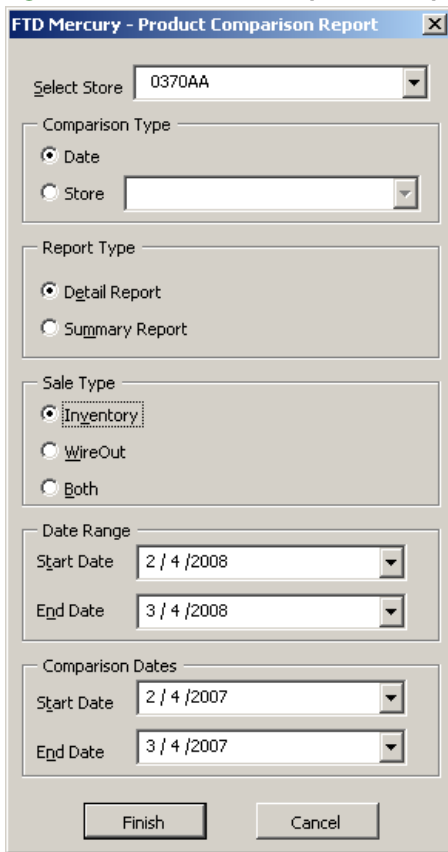 FTD Mercury - Product Comparison Report
Select Store 0370AA
Comparison Type
Date
Store
Report Type
Detail Report
Summary Report
Sale Type
Inventory
WireOut
Both
Date Range
Start Date 2 / 4 /2008
End Date 3 / 4 /2008
Comparison Dates
Start Date 2 / 4 /2007
End Date 3 / 4 /2007
Finish Cancel